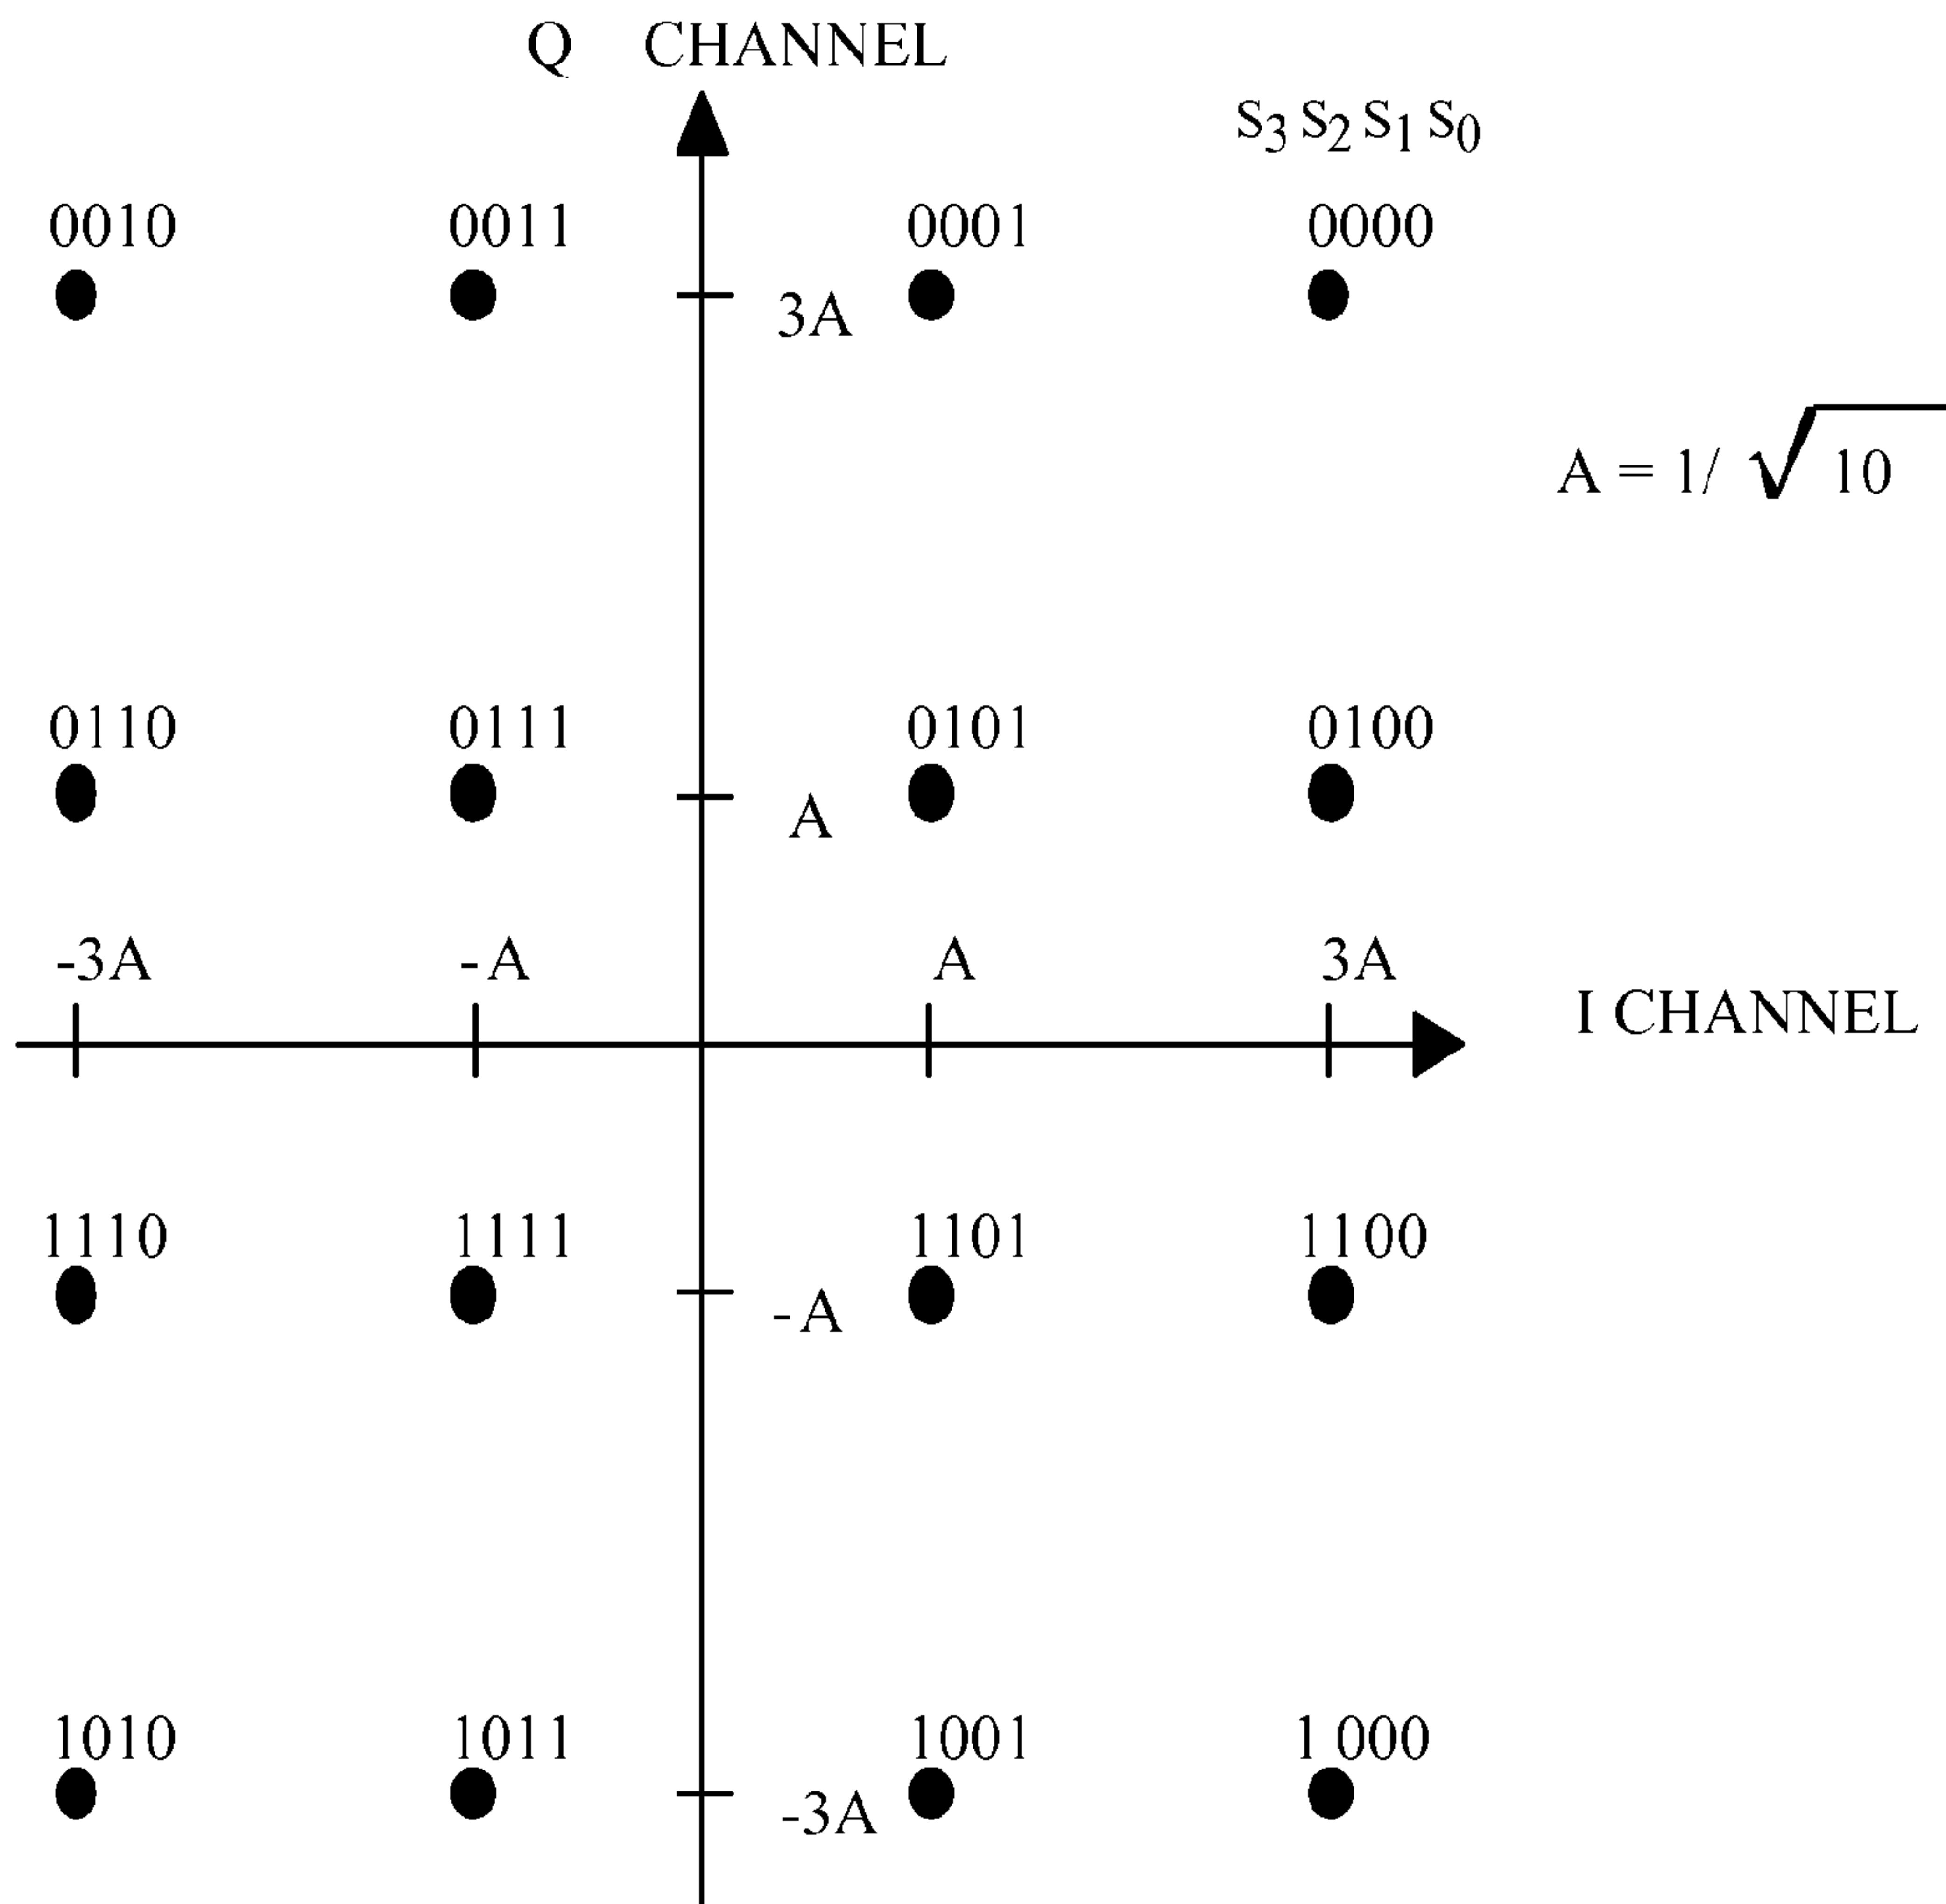 Q CHANNEL
S3 S2 S1 S0
0010 0011 0001 0000
3A
A = 1/ √10
0110 0111 0101 0100
A
-3A -A A 3A
I CHANNEL
1110 1111 1101 1100
-A
1010 1011 1001 1 000
-3A